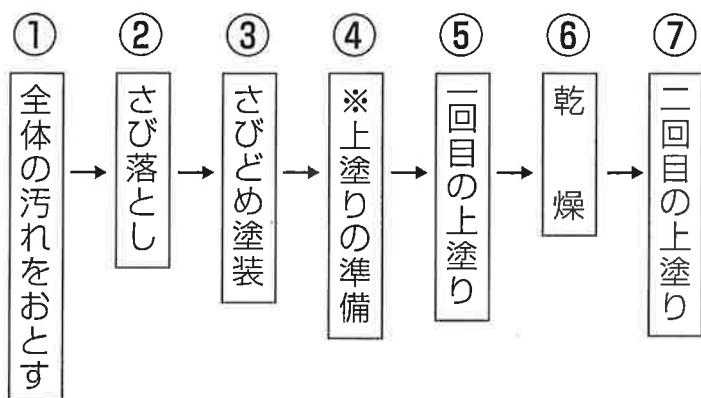 ①
全体の汚れをおとす
②
さび落とし
③
さびどめ塗装
④
※上塗りの準備
⑤
一回目の上塗り
⑥
乾燥
⑦
二回目の上塗り